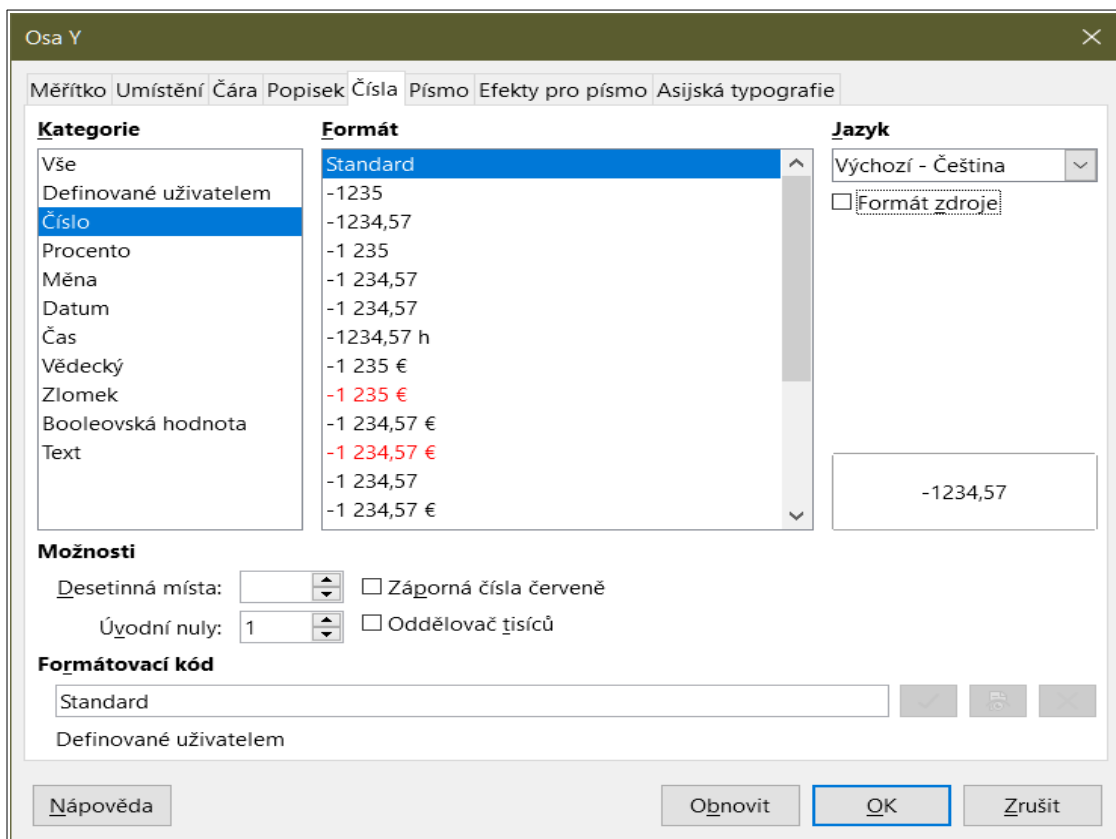 Osa Y
Měřítko Umístění Čára Popisek Čísla Písmo Efekty pro písmo Asijská typografie
Kategorie
Vše
Definované uživatelem
Číslo
Procento
Měna
Datum
Čas
Vědecký
Zlomek
Booleovská hodnota
Text
Formát
Standard
-1235
-1234,57
-1 235
-1 234,57
-1 234,57
-1234,57 h
-1 235 €
-1 235 €
-1 234,57 €
-1 234,57 €
-1 234,57
-1 234,57 €
Jazyk
Výchozí - Čeština
Formát zdroje
-1234,57
Možnosti
Desetinná místa:
Záporná čísla červeně
Úvodní nuly: 1
Oddělovač tisíců
Formátovací kód
Standard
Definované uživatelem
Nápověda
Obnovit
OK
Zrušit